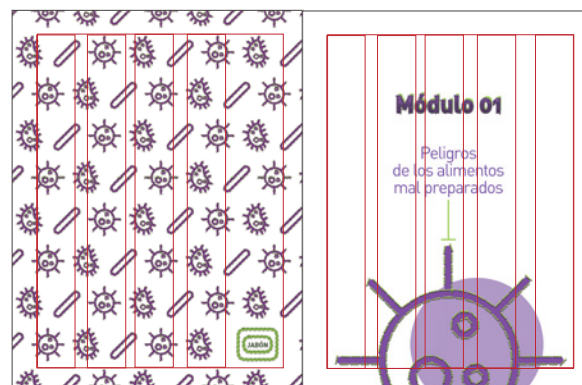 JABÓN
Módulo 01
Peligros
de los alimentos
mal preparados